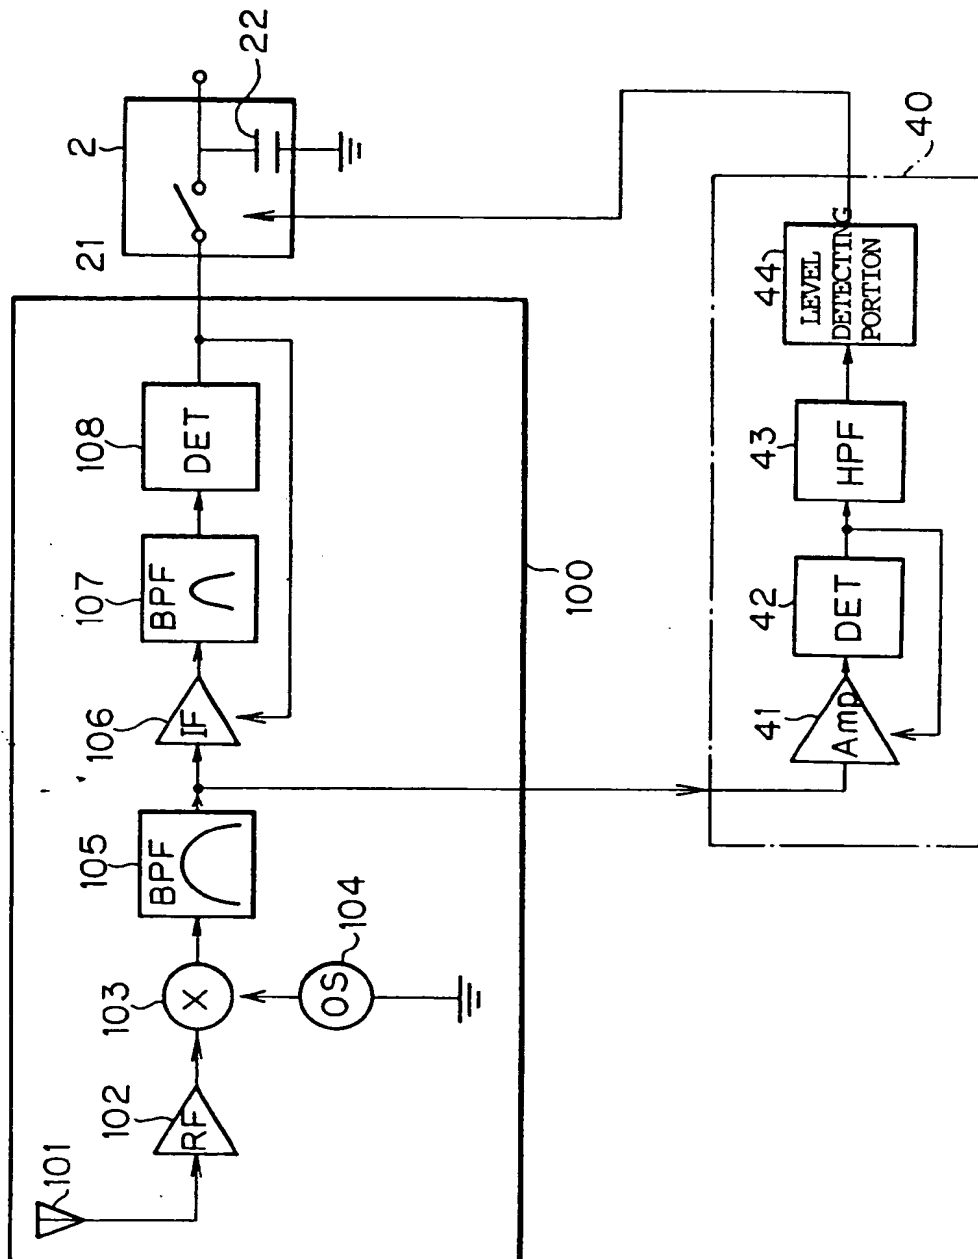 101
102
RF
103
X
104
OS
105
BPF
106
IF
107
BPF
108
DET
100
21
2
22
41
Amp
42
DET
43
HPF
44
LEVEL
DETECTING
PORTION
40